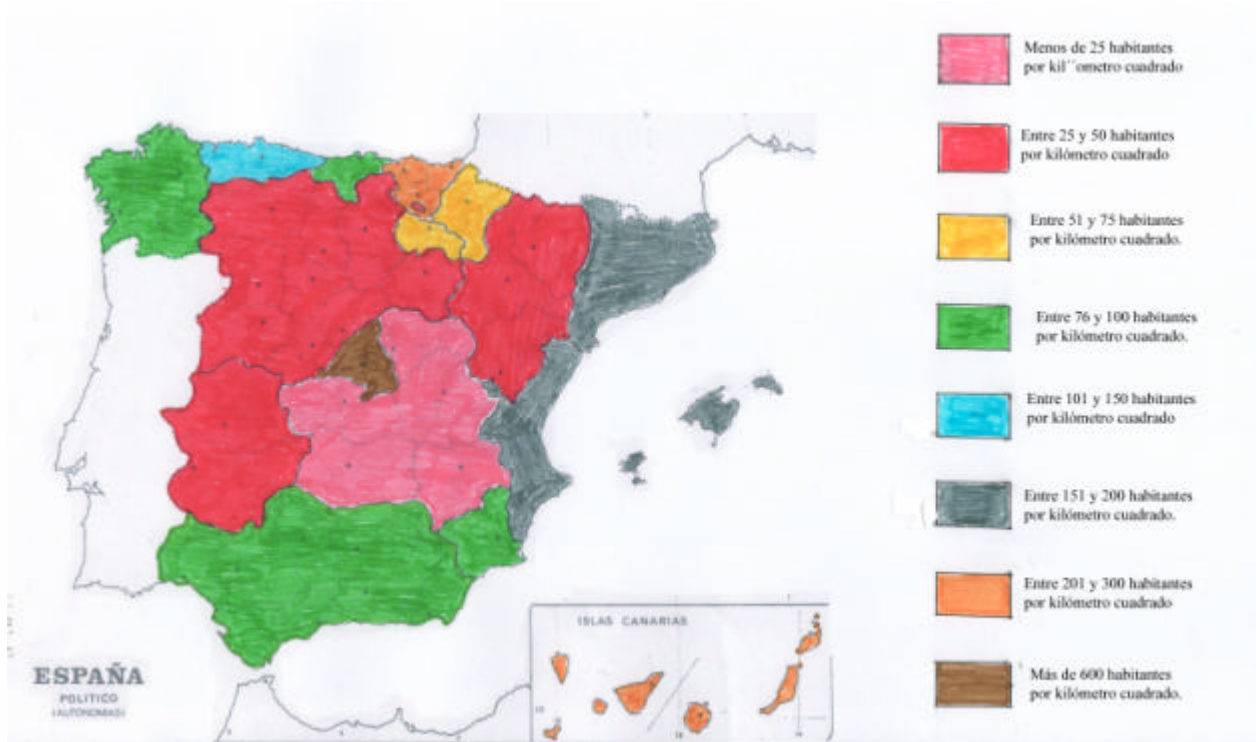 Menos de 25 habitantes
por kil´´ometro cuadrado
Entre 25 y 50 habitantes
por kilómetro cuadrado
Entre 51 y 75 habitantes
por kilómetro cuadrado.
Entre 76 y 100 habitantes
por kilómetro cuadrado.
Entre 101 y 150 habitantes
por kilómetro cuadrado
Entre 151 y 200 habitantes
por kilómetro cuadrado.
Entre 201 y 300 habitantes
por kilómetro cuadrado
Más de 600 habitantes
por kilómetro cuadrado.
ISLAS CANARIAS
ESPAÑA
POLITICO
(AUTONOMIAS)